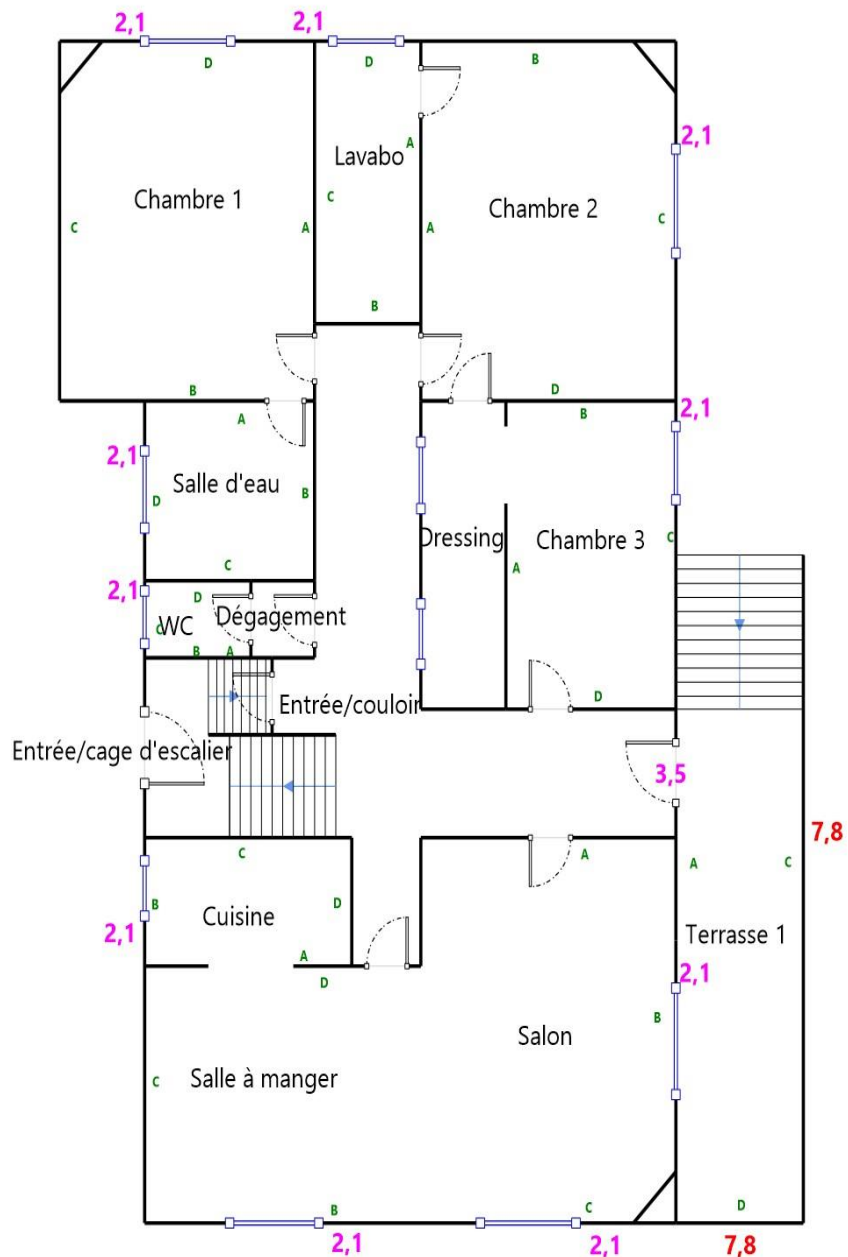 2,1
2,1
D
D
B
2,1
A
Lavabo
Chambre 1
C
Chambre 2
C
C
A
A
B
B
D
2,1
A
B
2,1
Salle d'eau
D
B
Dressing
Chambre 3
C
A
C
2,1
D
Dégagement
C
WC
B
A
D
Entrée/couloir
Entrée/cage d'escalier
3,5
7,8
C
A
A
C
B
D
Cuisine
2,1
Terrasse 1
A
D
2,1
B
Salon
C
Salle à manger
B
C
D
2,1
2,1
7,8